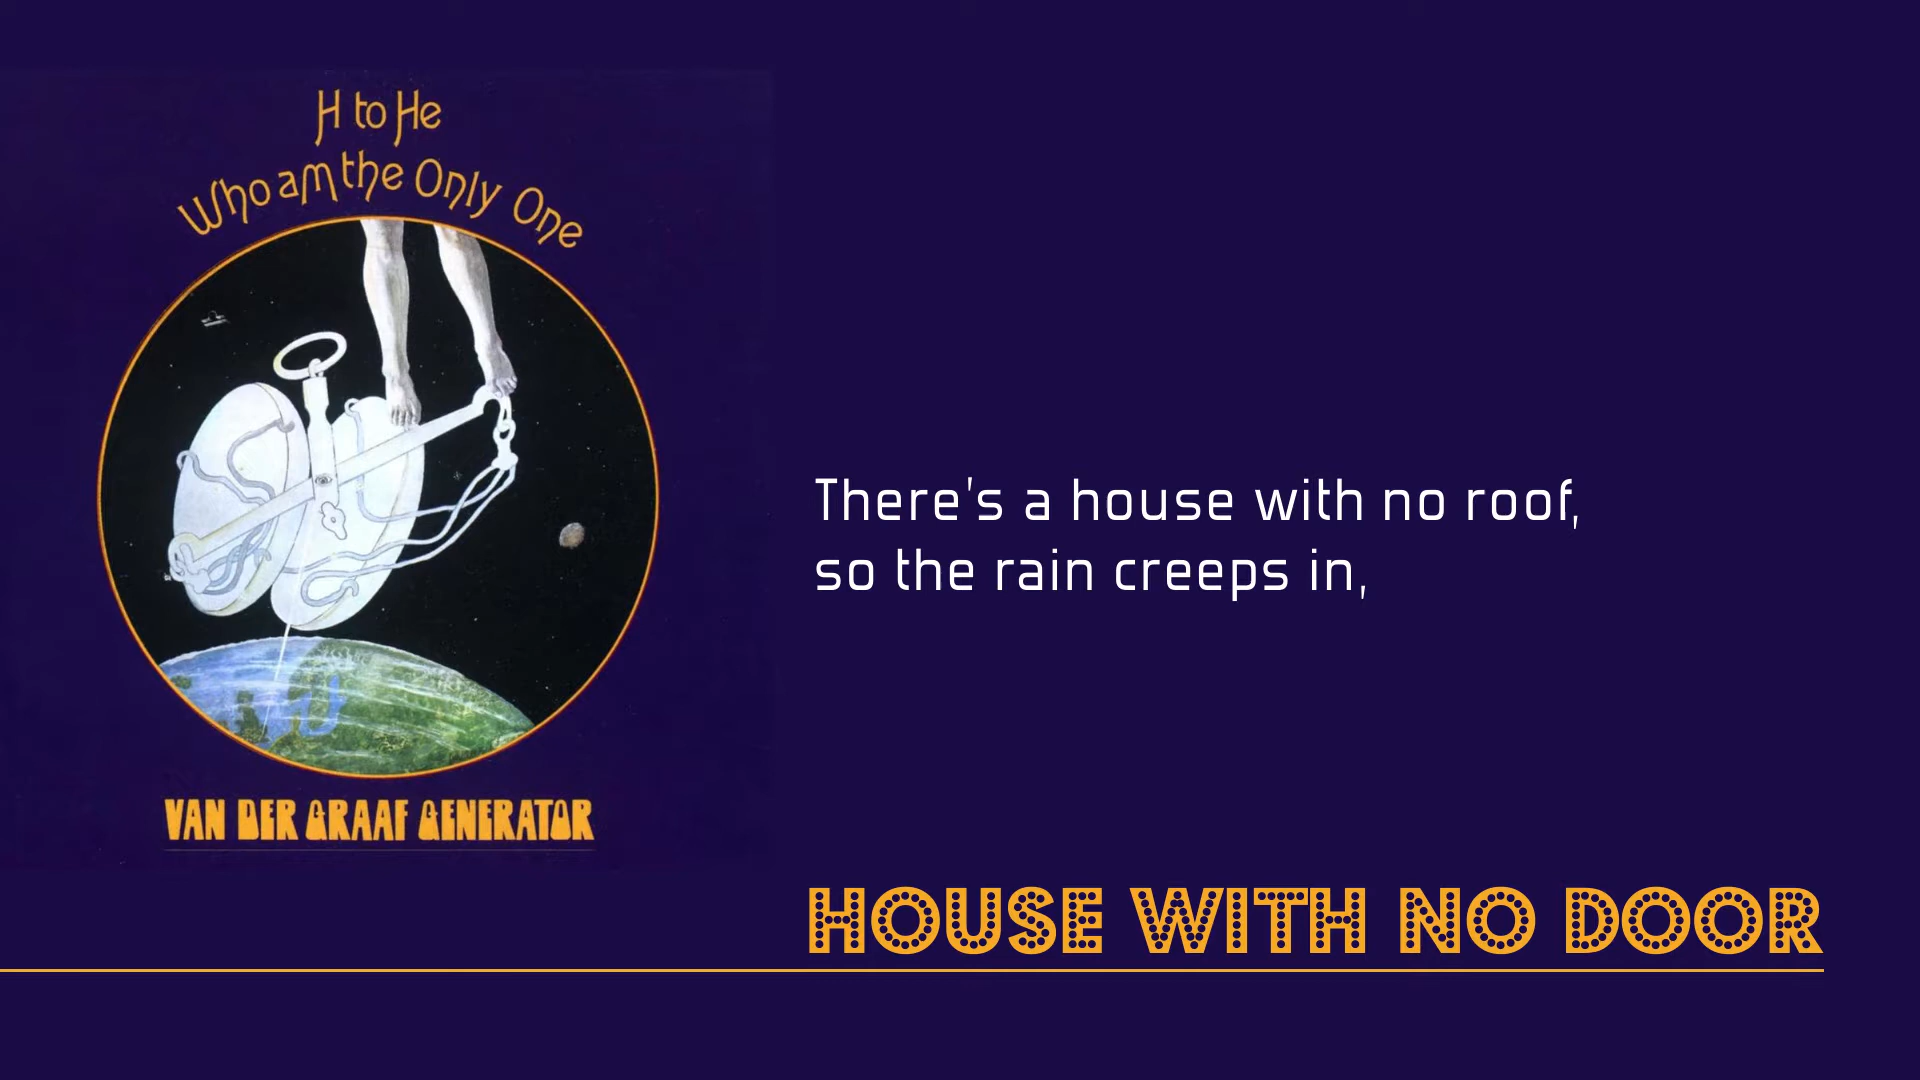 H to He
Who am the Only One
VAN DER GRAAF GENERATOR
There's a house with no roof,
so the rain creeps in,
HOUSE WITH NO DOOR